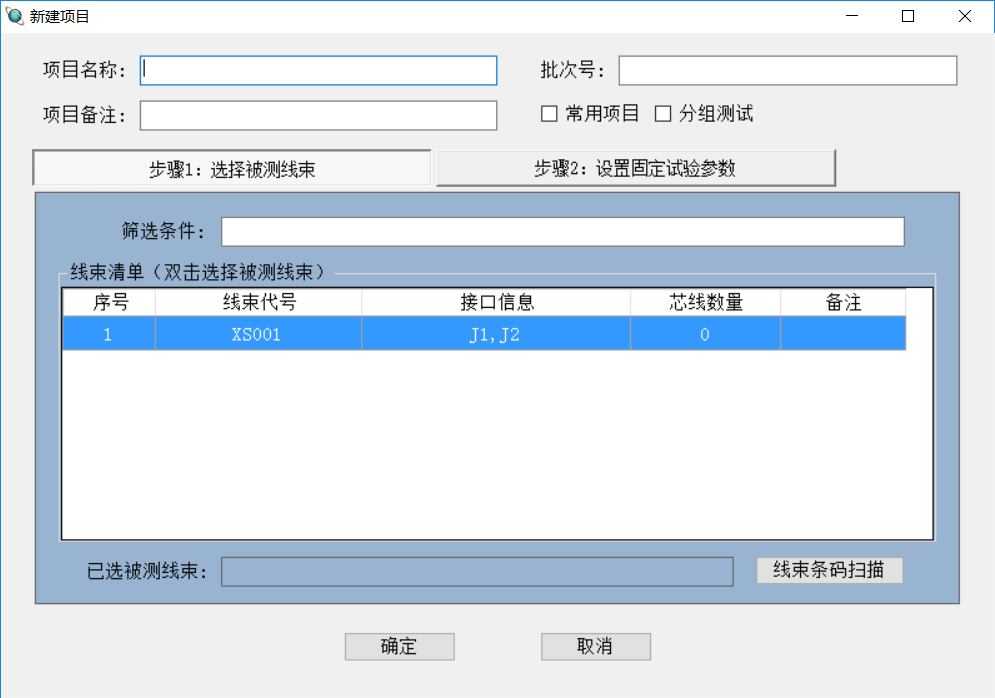 新建项目
项目名称： 批次号：
项目备注： 常用项目 分组测试
步骤1：选择被测线束 步骤2：设置固定试验参数
筛选条件：
线束清单（双击选择被测线束）
序号 线束代号 接口信息 芯线数量 备注
1 XS001 J1,J2 0
已选被测线束： 线束条码扫描
确定 取消